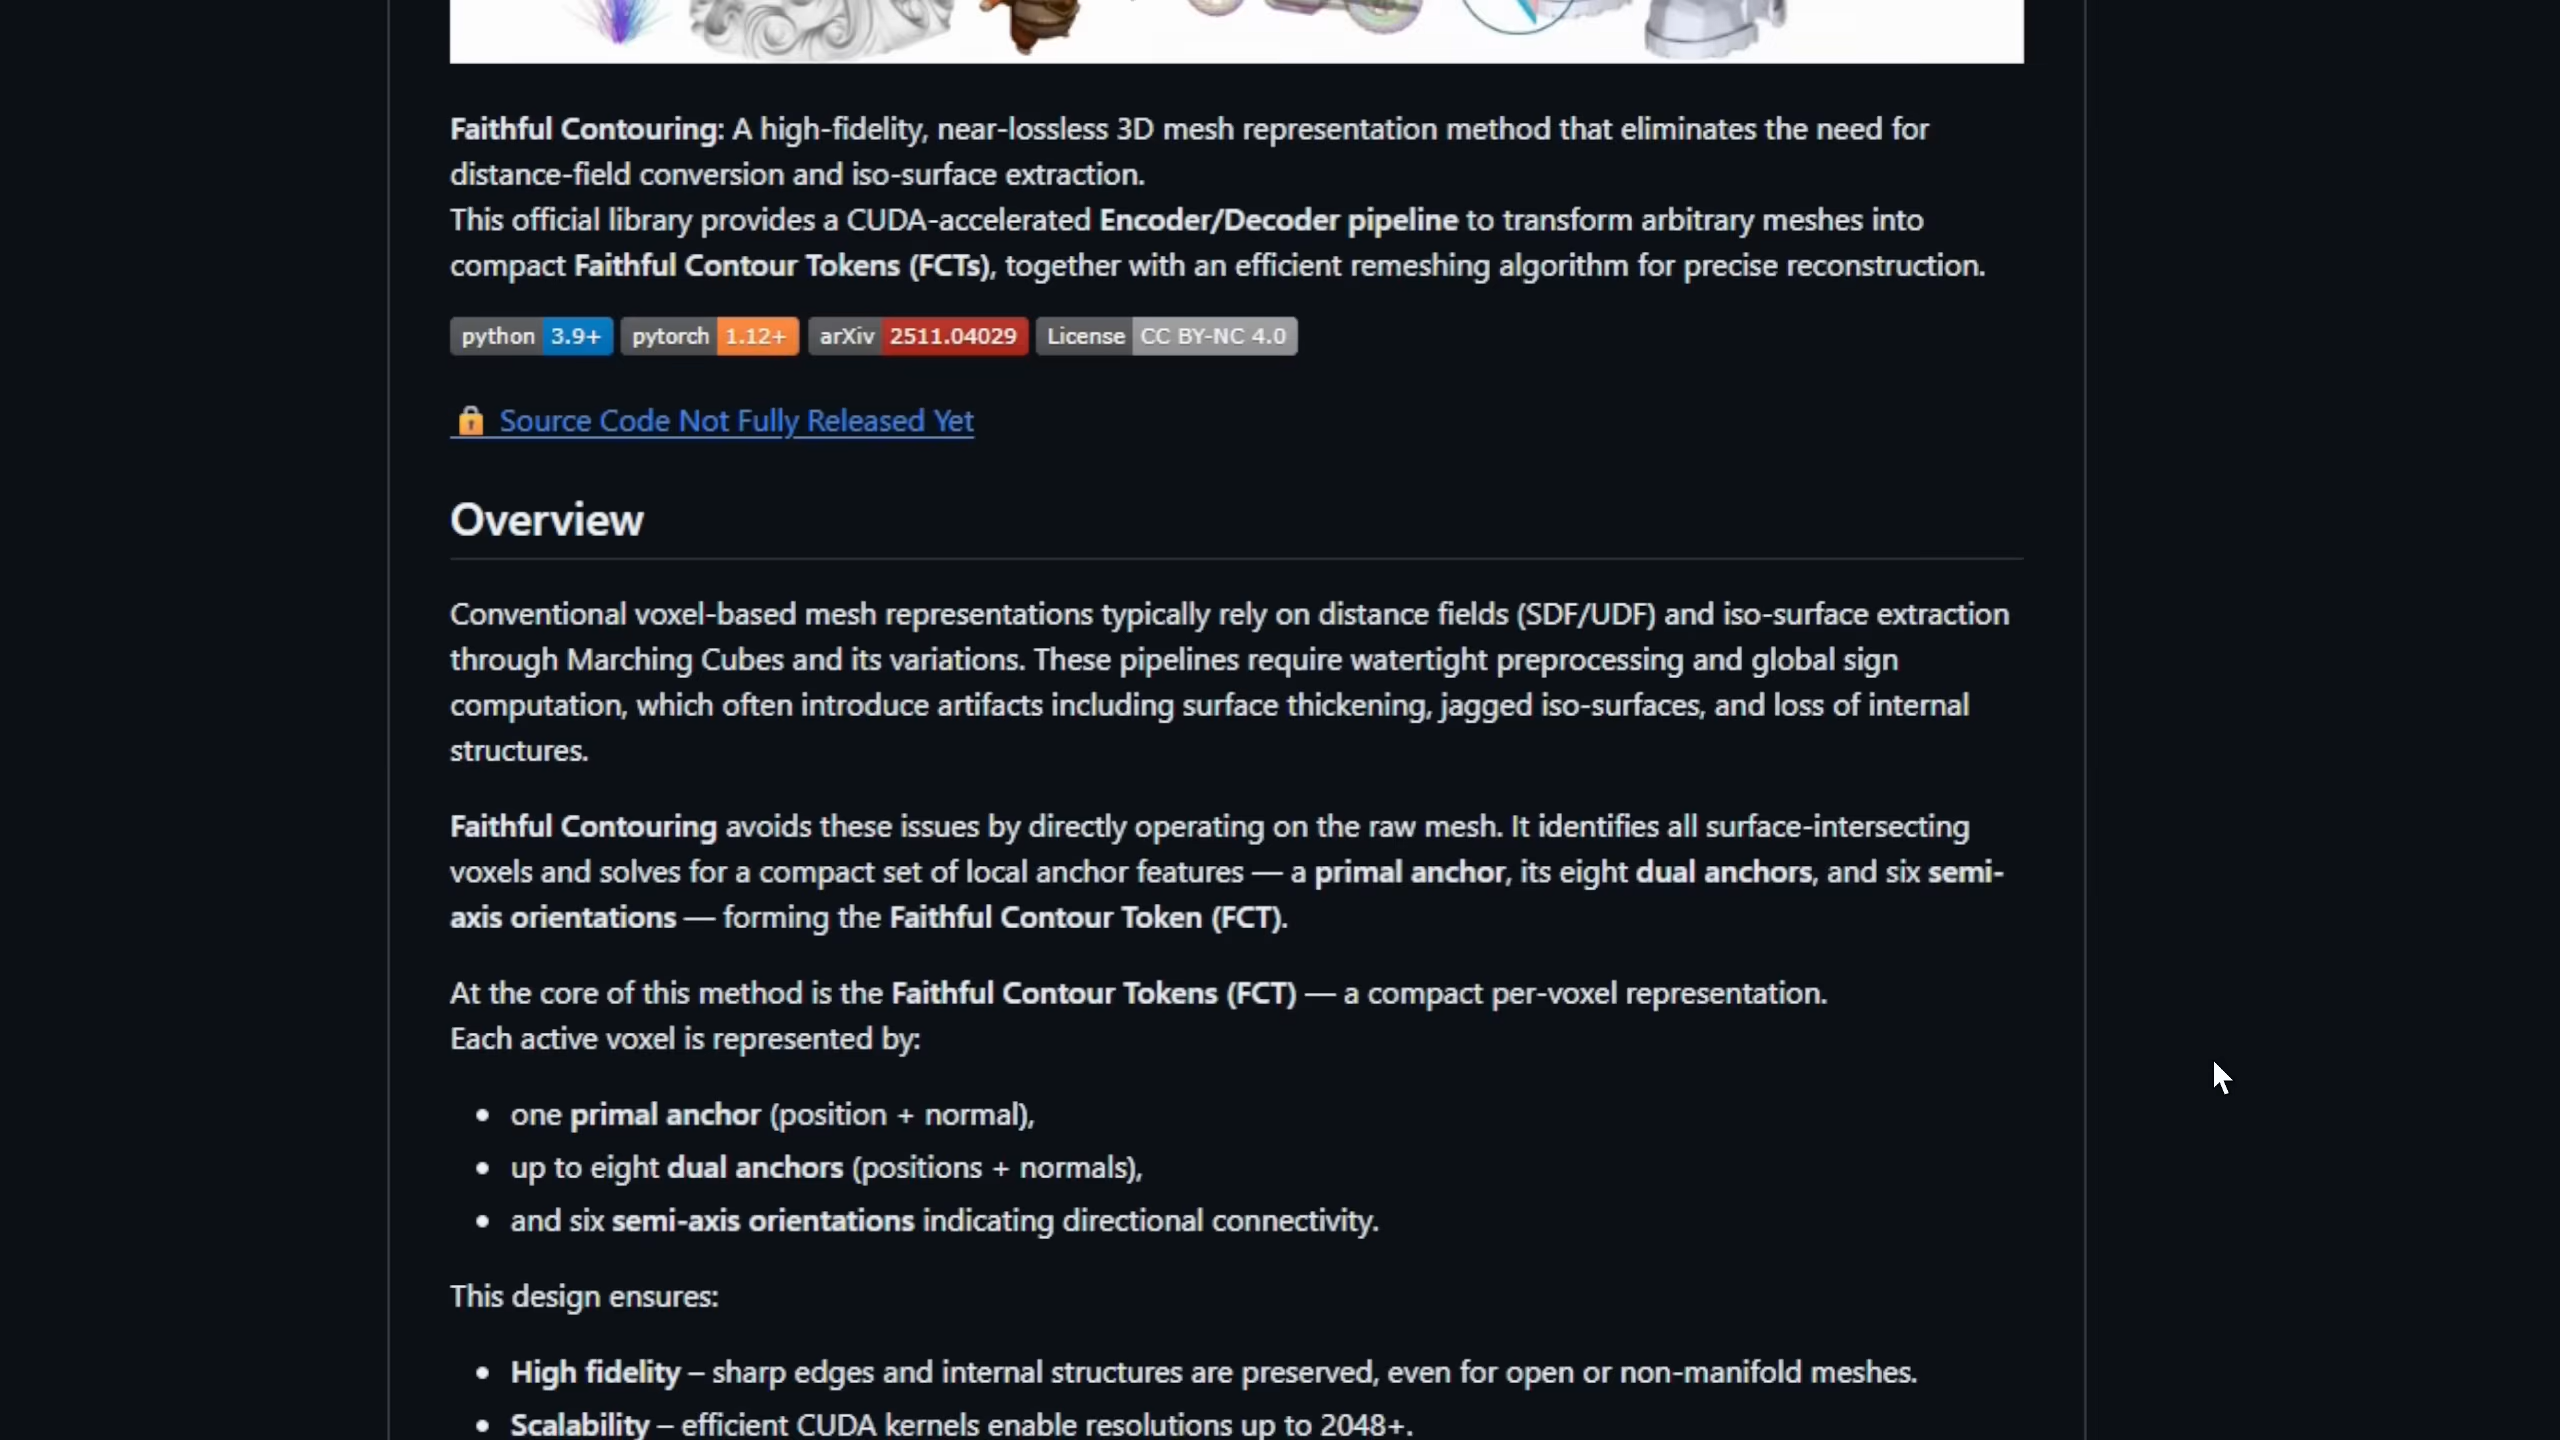 Faithful Contouring: A high-fidelity, near-lossless 3D mesh representation method that eliminates the need for
distance-field conversion and iso-surface extraction.
This official library provides a CUDA-accelerated Encoder/Decoder pipeline to transform arbitrary meshes into
compact Faithful Contour Tokens (FCTs), together with an efficient remeshing algorithm for precise reconstruction.
python 3.9+ pytorch 1.12+ arXiv 2511.04029 License CC BY-NC 4.0
🔒 Source Code Not Fully Released Yet
Overview
Conventional voxel-based mesh representations typically rely on distance fields (SDF/UDF) and iso-surface extraction
through Marching Cubes and its variations. These pipelines require watertight preprocessing and global sign
computation, which often introduce artifacts including surface thickening, jagged iso-surfaces, and loss of internal
structures.
Faithful Contouring avoids these issues by directly operating on the raw mesh. It identifies all surface-intersecting
voxels and solves for a compact set of local anchor features — a primal anchor, its eight dual anchors, and six semi-
axis orientations — forming the Faithful Contour Token (FCT).
At the core of this method is the Faithful Contour Tokens (FCT) — a compact per-voxel representation.
Each active voxel is represented by:
• one primal anchor (position + normal),
• up to eight dual anchors (positions + normals),
• and six semi-axis orientations indicating directional connectivity.
This design ensures:
• High fidelity – sharp edges and internal structures are preserved, even for open or non-manifold meshes.
• Scalability – efficient CUDA kernels enable resolutions up to 2048+.